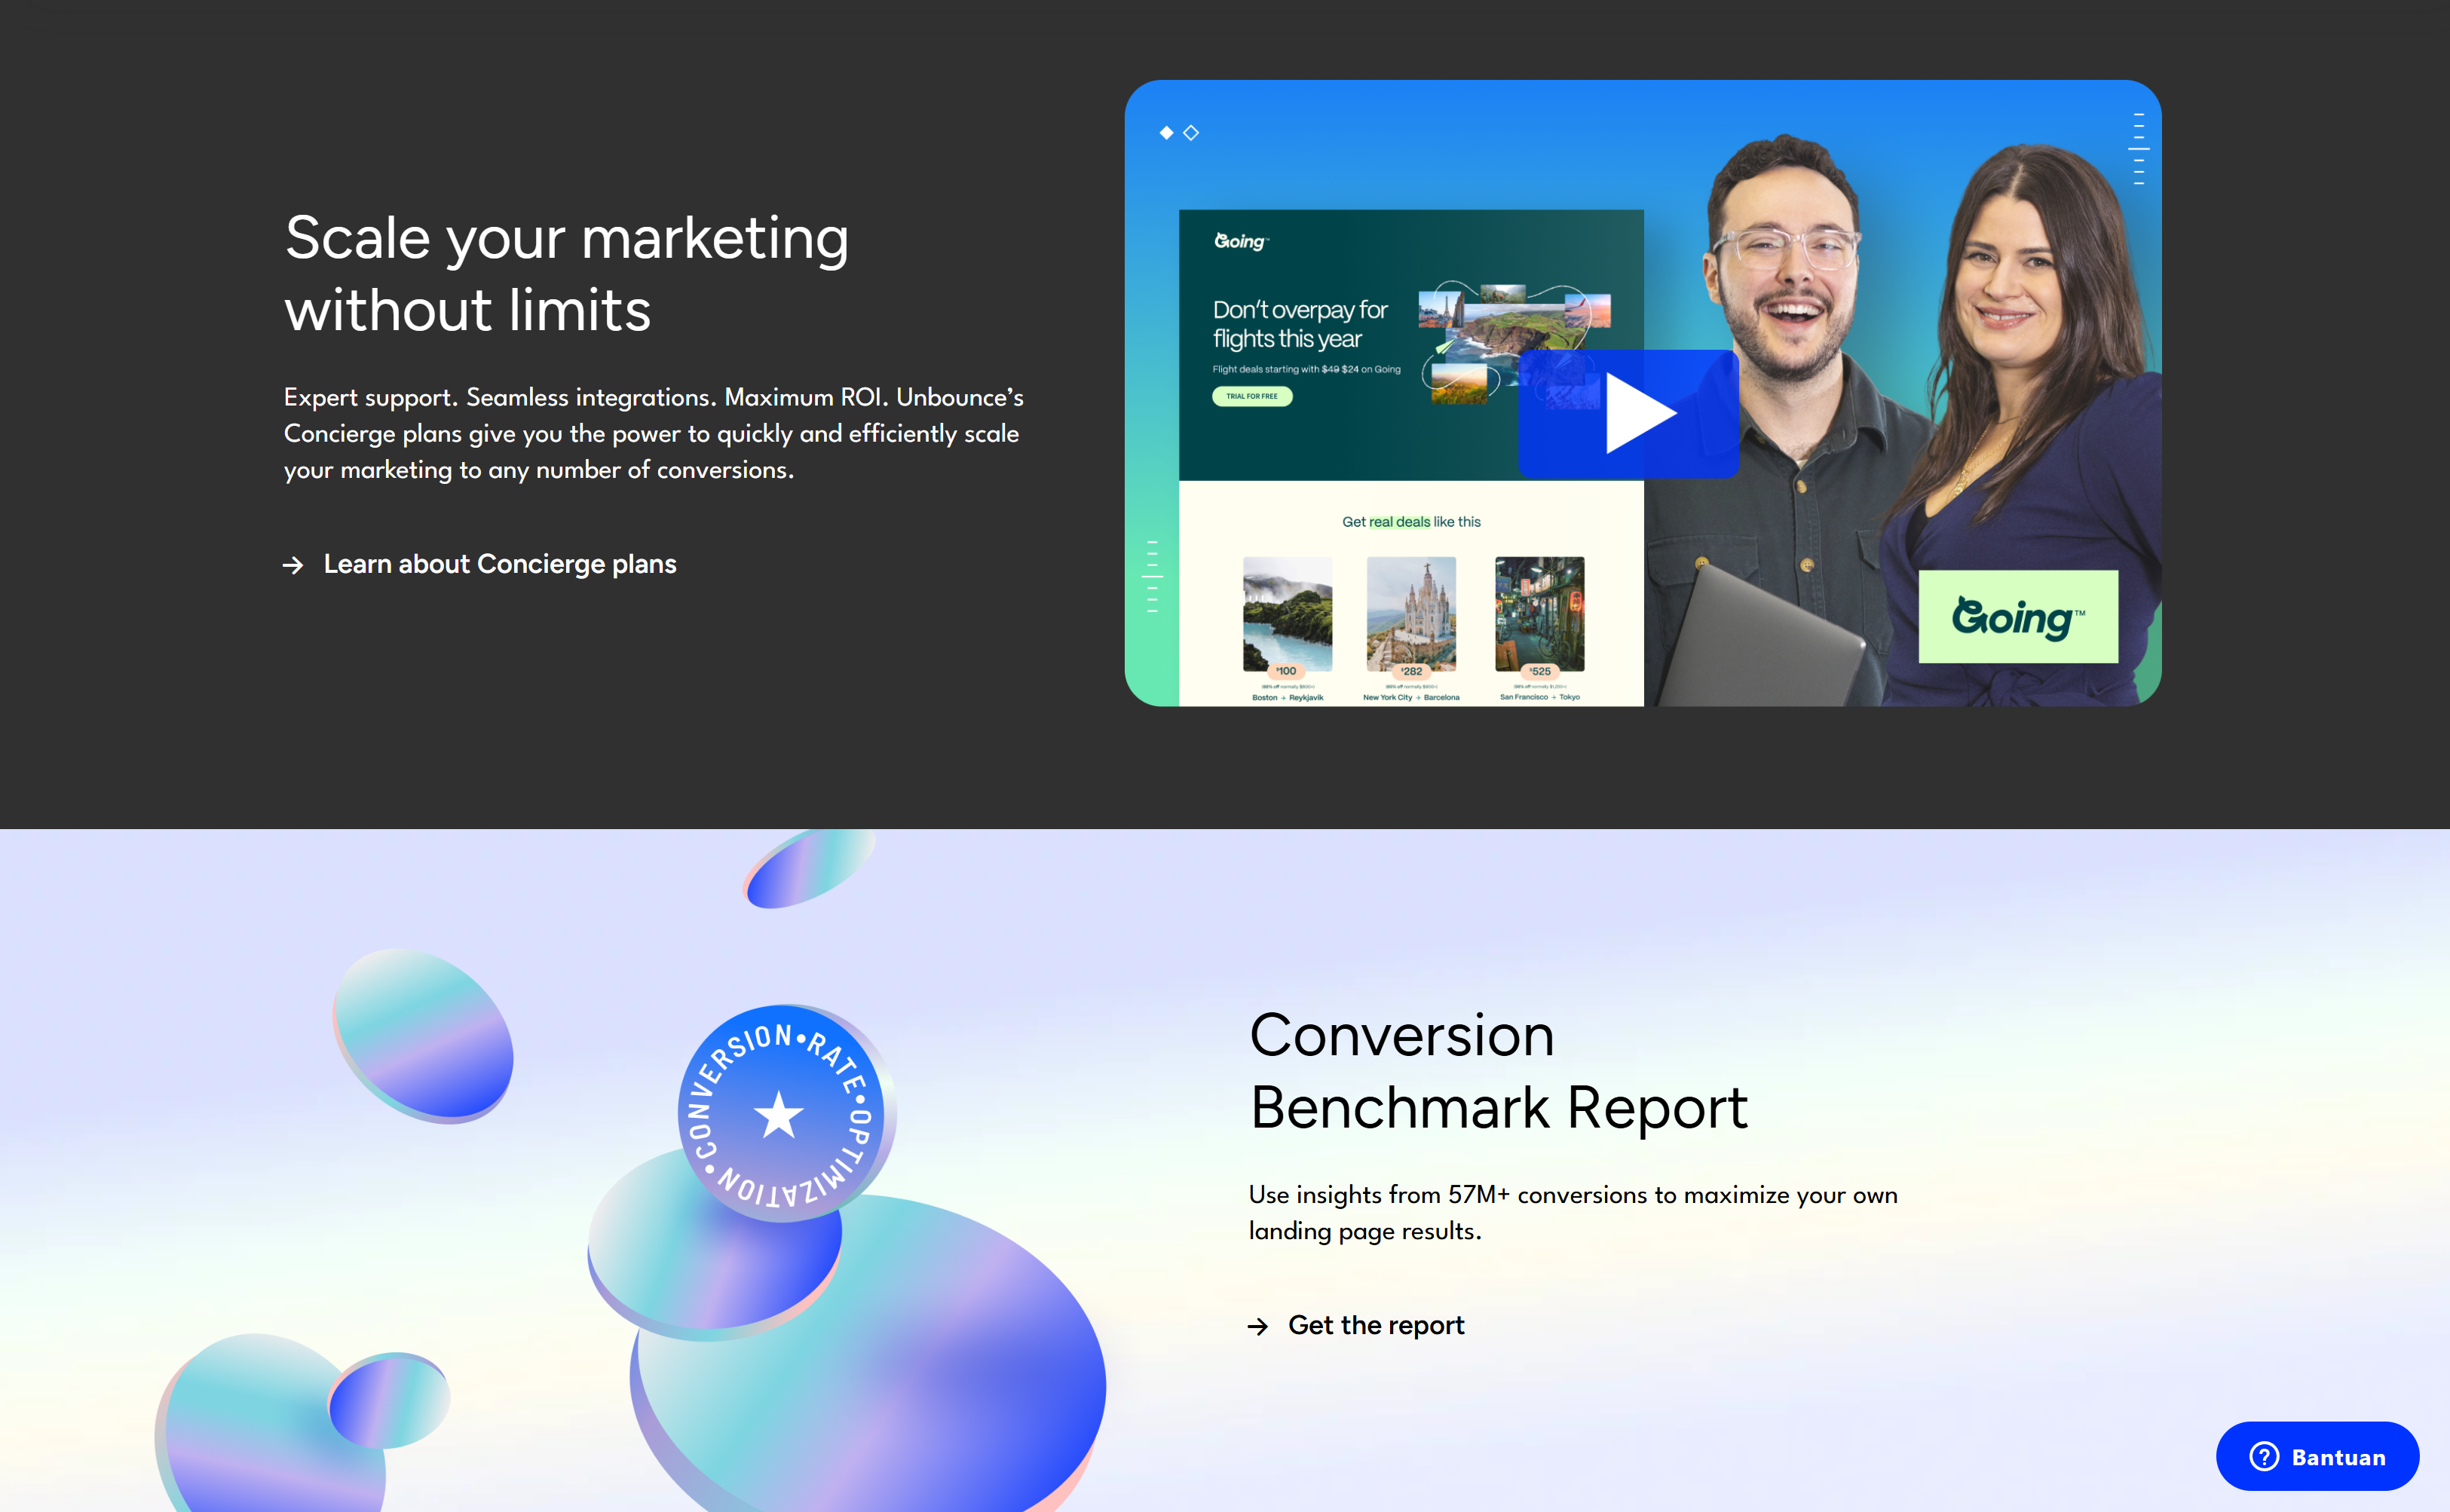 Scale your marketing
without limits
Expert support. Seamless integrations. Maximum ROI. Unbounce’s
Concierge plans give you the power to quickly and efficiently scale
your marketing to any number of conversions.
→ Learn about Concierge plans
Going™
Don't overpay for
flights this year
Flight deals starting with $49 $24 on Going
TRIAL FOR FREE
Get real deals like this
$100
$282
$525
Boston → Reykjavik
New York City → Barcelona
San Francisco → Tokyo
Going™
CONVERSION•RATE•OPTIMIZATION•
Conversion
Benchmark Report
Use insights from 57M+ conversions to maximize your own
landing page results.
→ Get the report
Bantuan